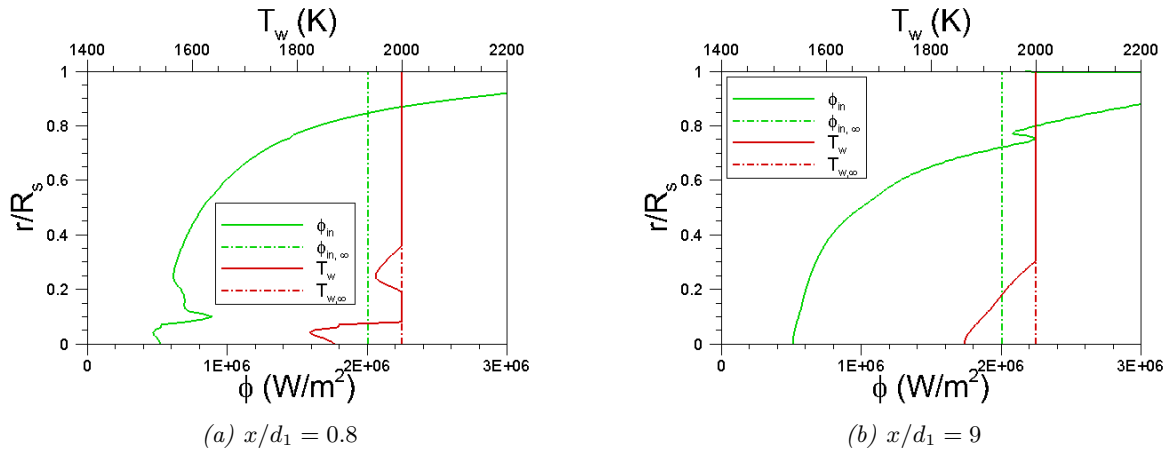 T_w (K)
1400 1600 1800 2000 2200
1
0.8
0.6
0.4
0.2
0
r/R_s
ϕ_in
ϕ_in, ∞
T_w
T_w,∞
0 1E+06 2E+06 3E+06
ϕ (W/m²)
(a) x/d₁ = 0.8
T_w (K)
1400 1600 1800 2000 2200
1
0.8
0.6
0.4
0.2
0
r/R_s
ϕ_in
ϕ_in, ∞
T_w
T_w,∞
0 1E+06 2E+06 3E+06
ϕ (W/m²)
(b) x/d₁ = 9